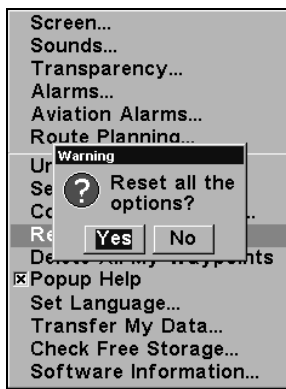 Screen...
Sounds...
Transparency...
Alarms...
Aviation Alarms...
Route Planning...
Warning
Reset all the
options?
Yes No
Popup Help
Set Language...
Transfer My Data...
Check Free Storage...
Software Information...